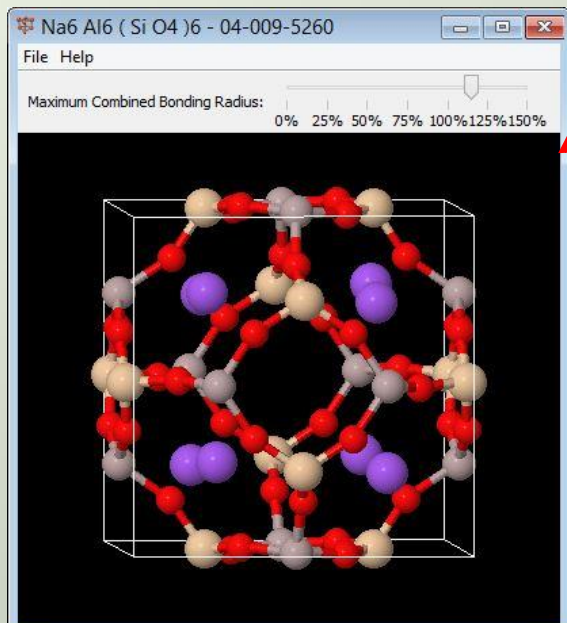 Na6 Al6 ( Si O4 )6 - 04-009-5260
File Help
Maximum Combined Bonding Radius:
0% 25% 50% 75% 100% 125% 150%